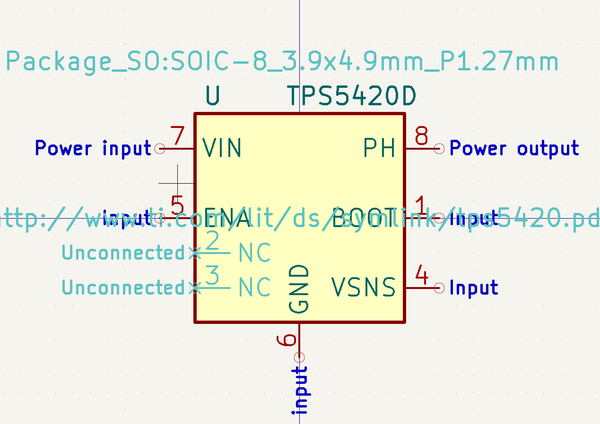 Package_SO:SOIC-8_3.9x4.9mm_P1.27mm
U TPS5420D
Power input 7 VIN PH 8 Power output
input 5 ENA BOOT 1 Input
http://www.ti.com/lit/ds/symlink/tps5420.pd
Unconnected 2 NC
Unconnected 3 NC
VSNS 4 Input
GND
6
input